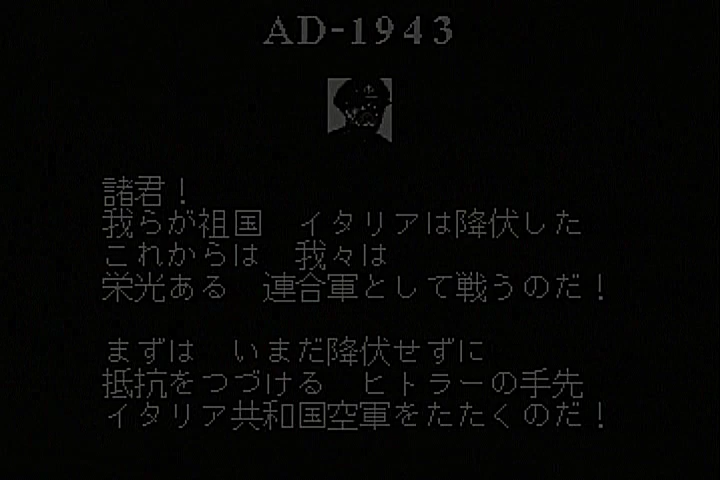 AD-1943
諸君！
我らが祖国　イタリアは降伏した
これからは　我々は
栄光ある　連合軍として戦うのだ！
まずは　いまだ降伏せずに
抵抗をつづける　ヒトラーの手先
イタリア共和国空軍をたたくのだ！